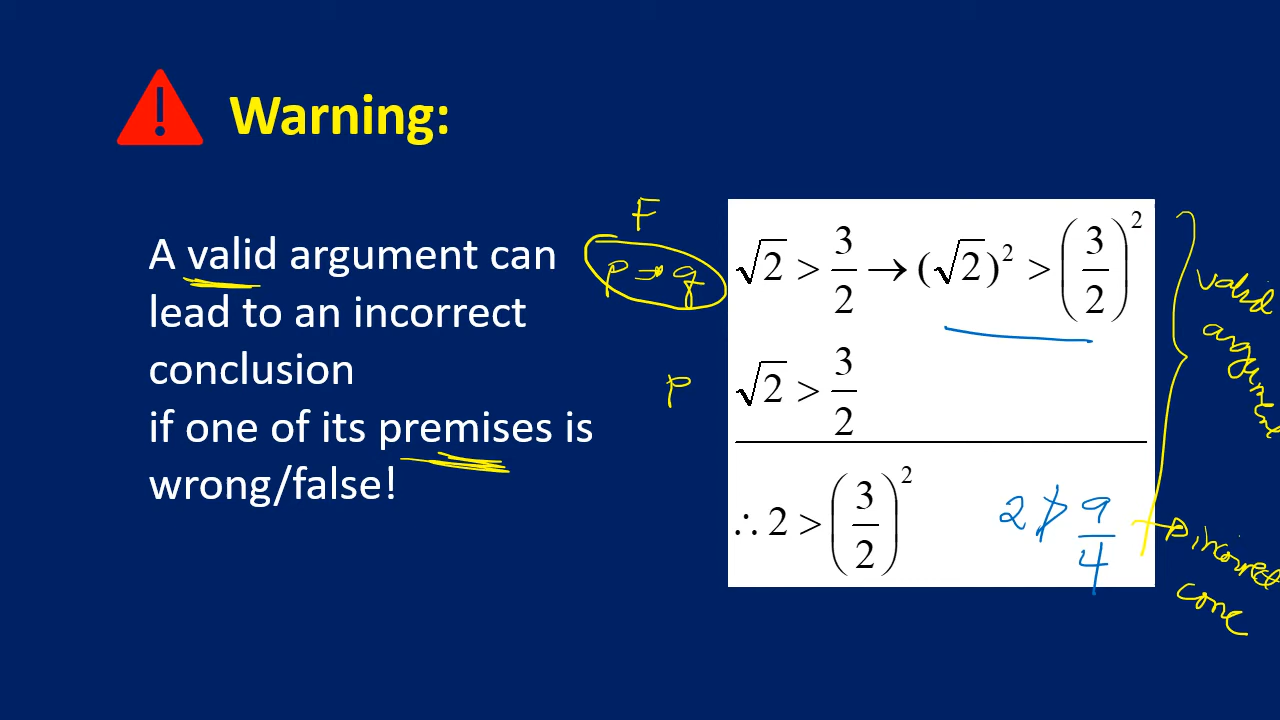 Warning:
A valid argument can
lead to an incorrect
conclusion
if one of its premises is
wrong/false!
F
p → q
√2 > 3/2 → (√2)² > (3/2)²
p
√2 > 3/2
∴ 2 > (3/2)²
2 ≯ 9/4
valid
argument
→ incorrect
conc